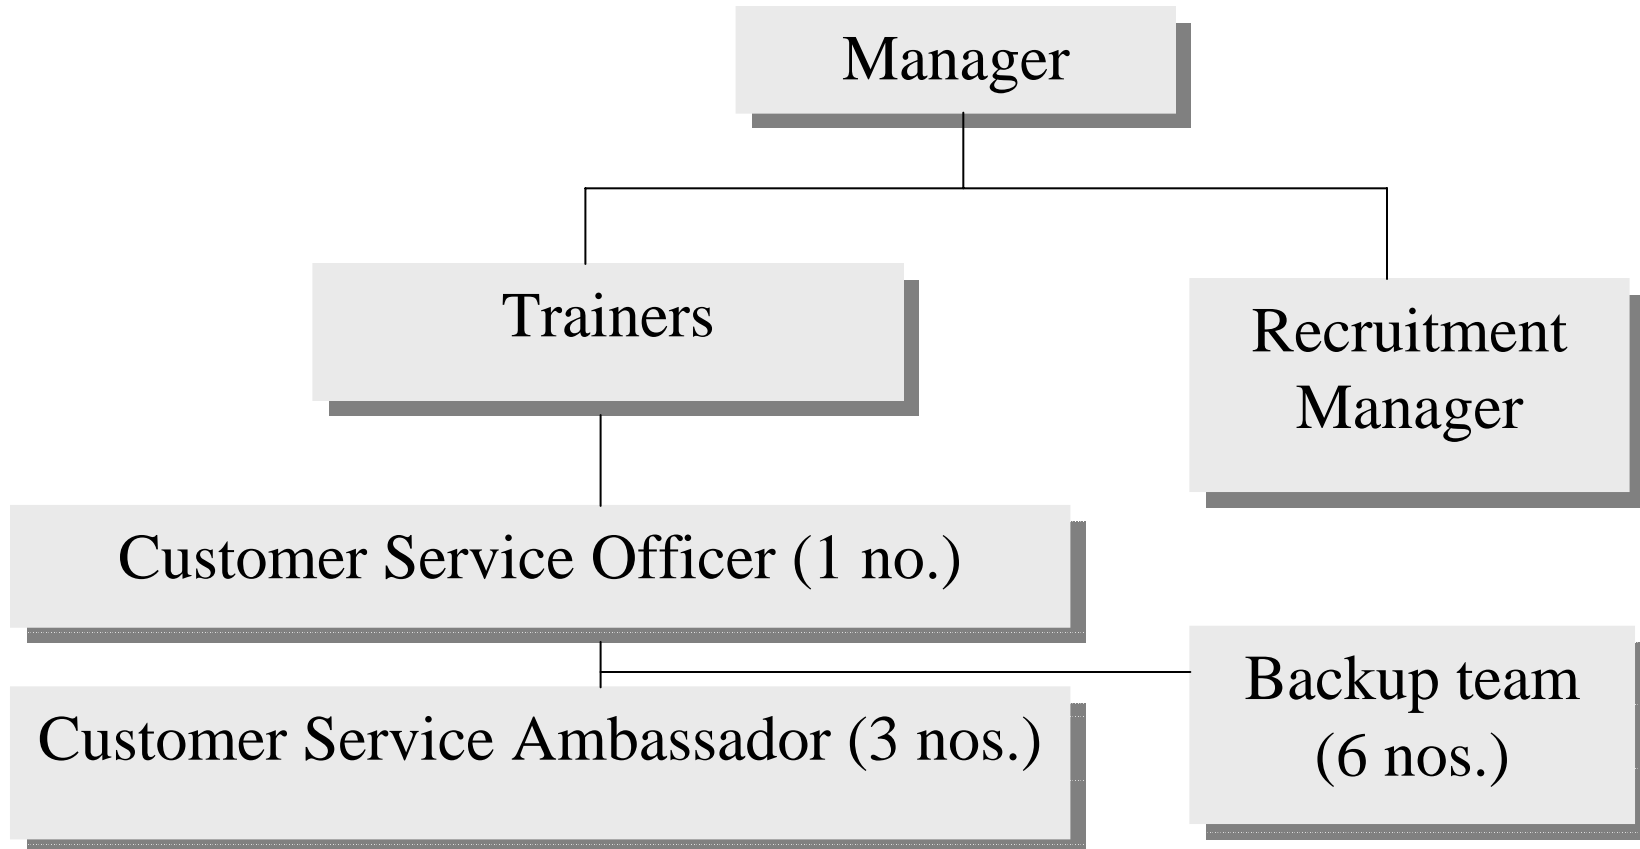 Manager
Trainers
Recruitment
Manager
Customer Service Officer (1 no.)
Customer Service Ambassador (3 nos.)
Backup team
(6 nos.)